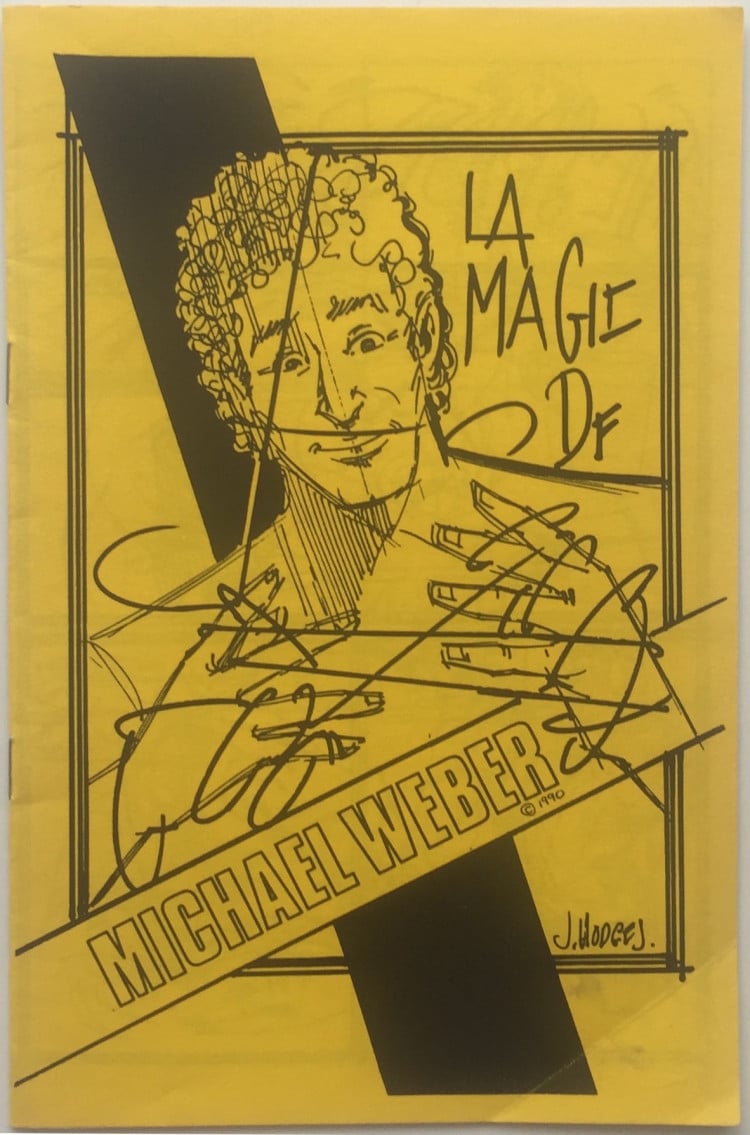 LA
MAGIE
DE
MICHAEL WEBER
© 1990
J. HODGES.